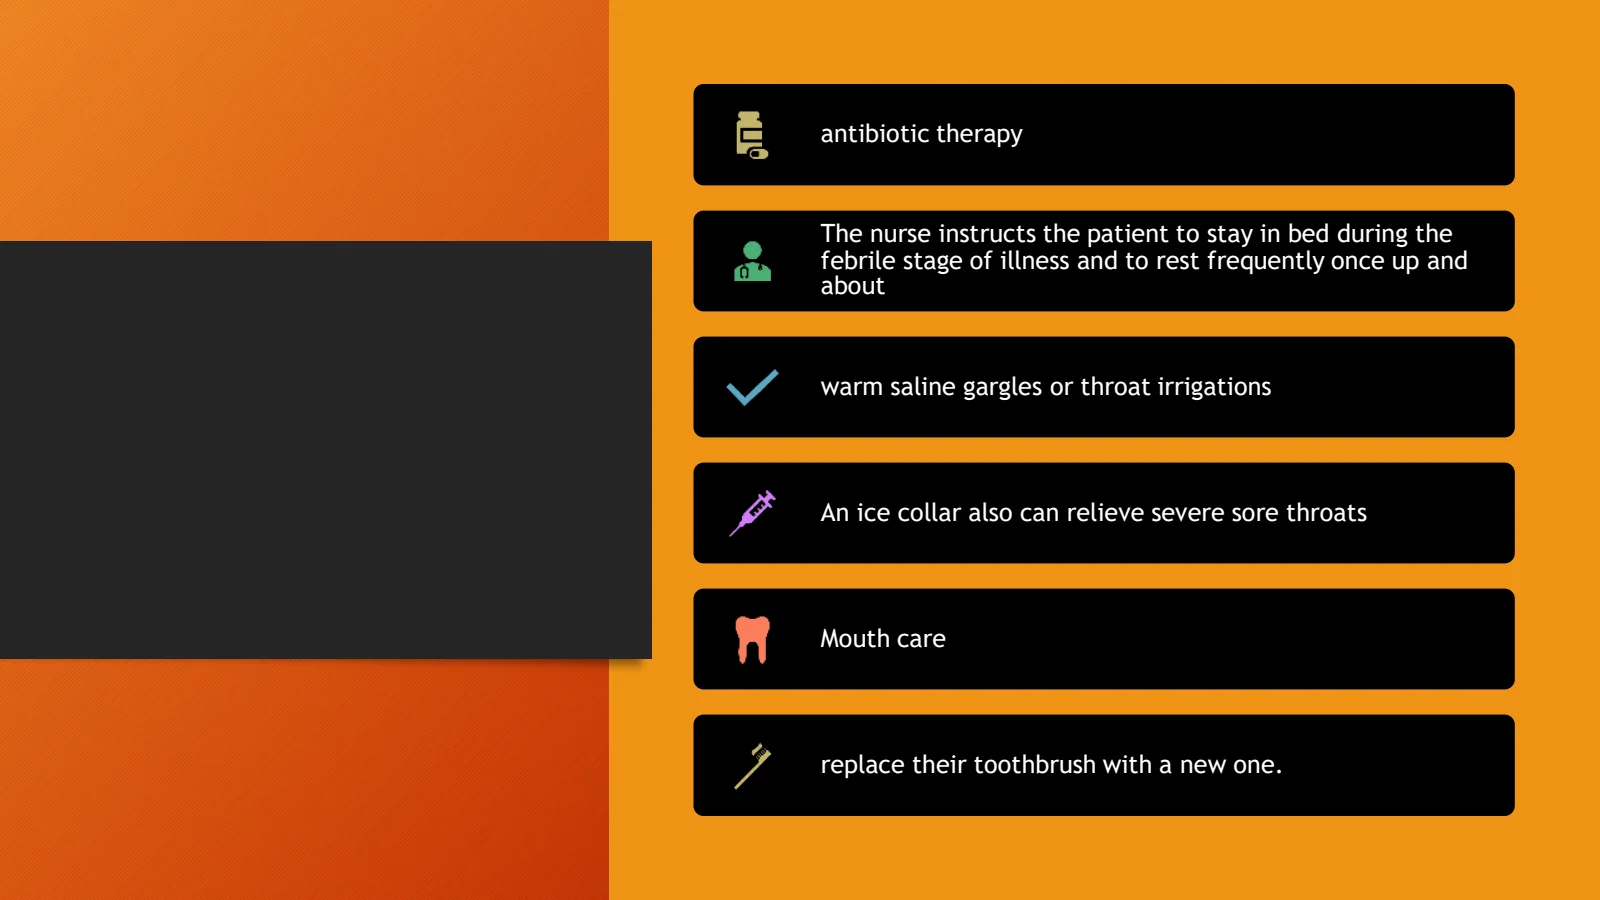 antibiotic therapy
The nurse instructs the patient to stay in bed during the
febrile stage of illness and to rest frequently once up and
about
warm saline gargles or throat irrigations
An ice collar also can relieve severe sore throats
Mouth care
replace their toothbrush with a new one.